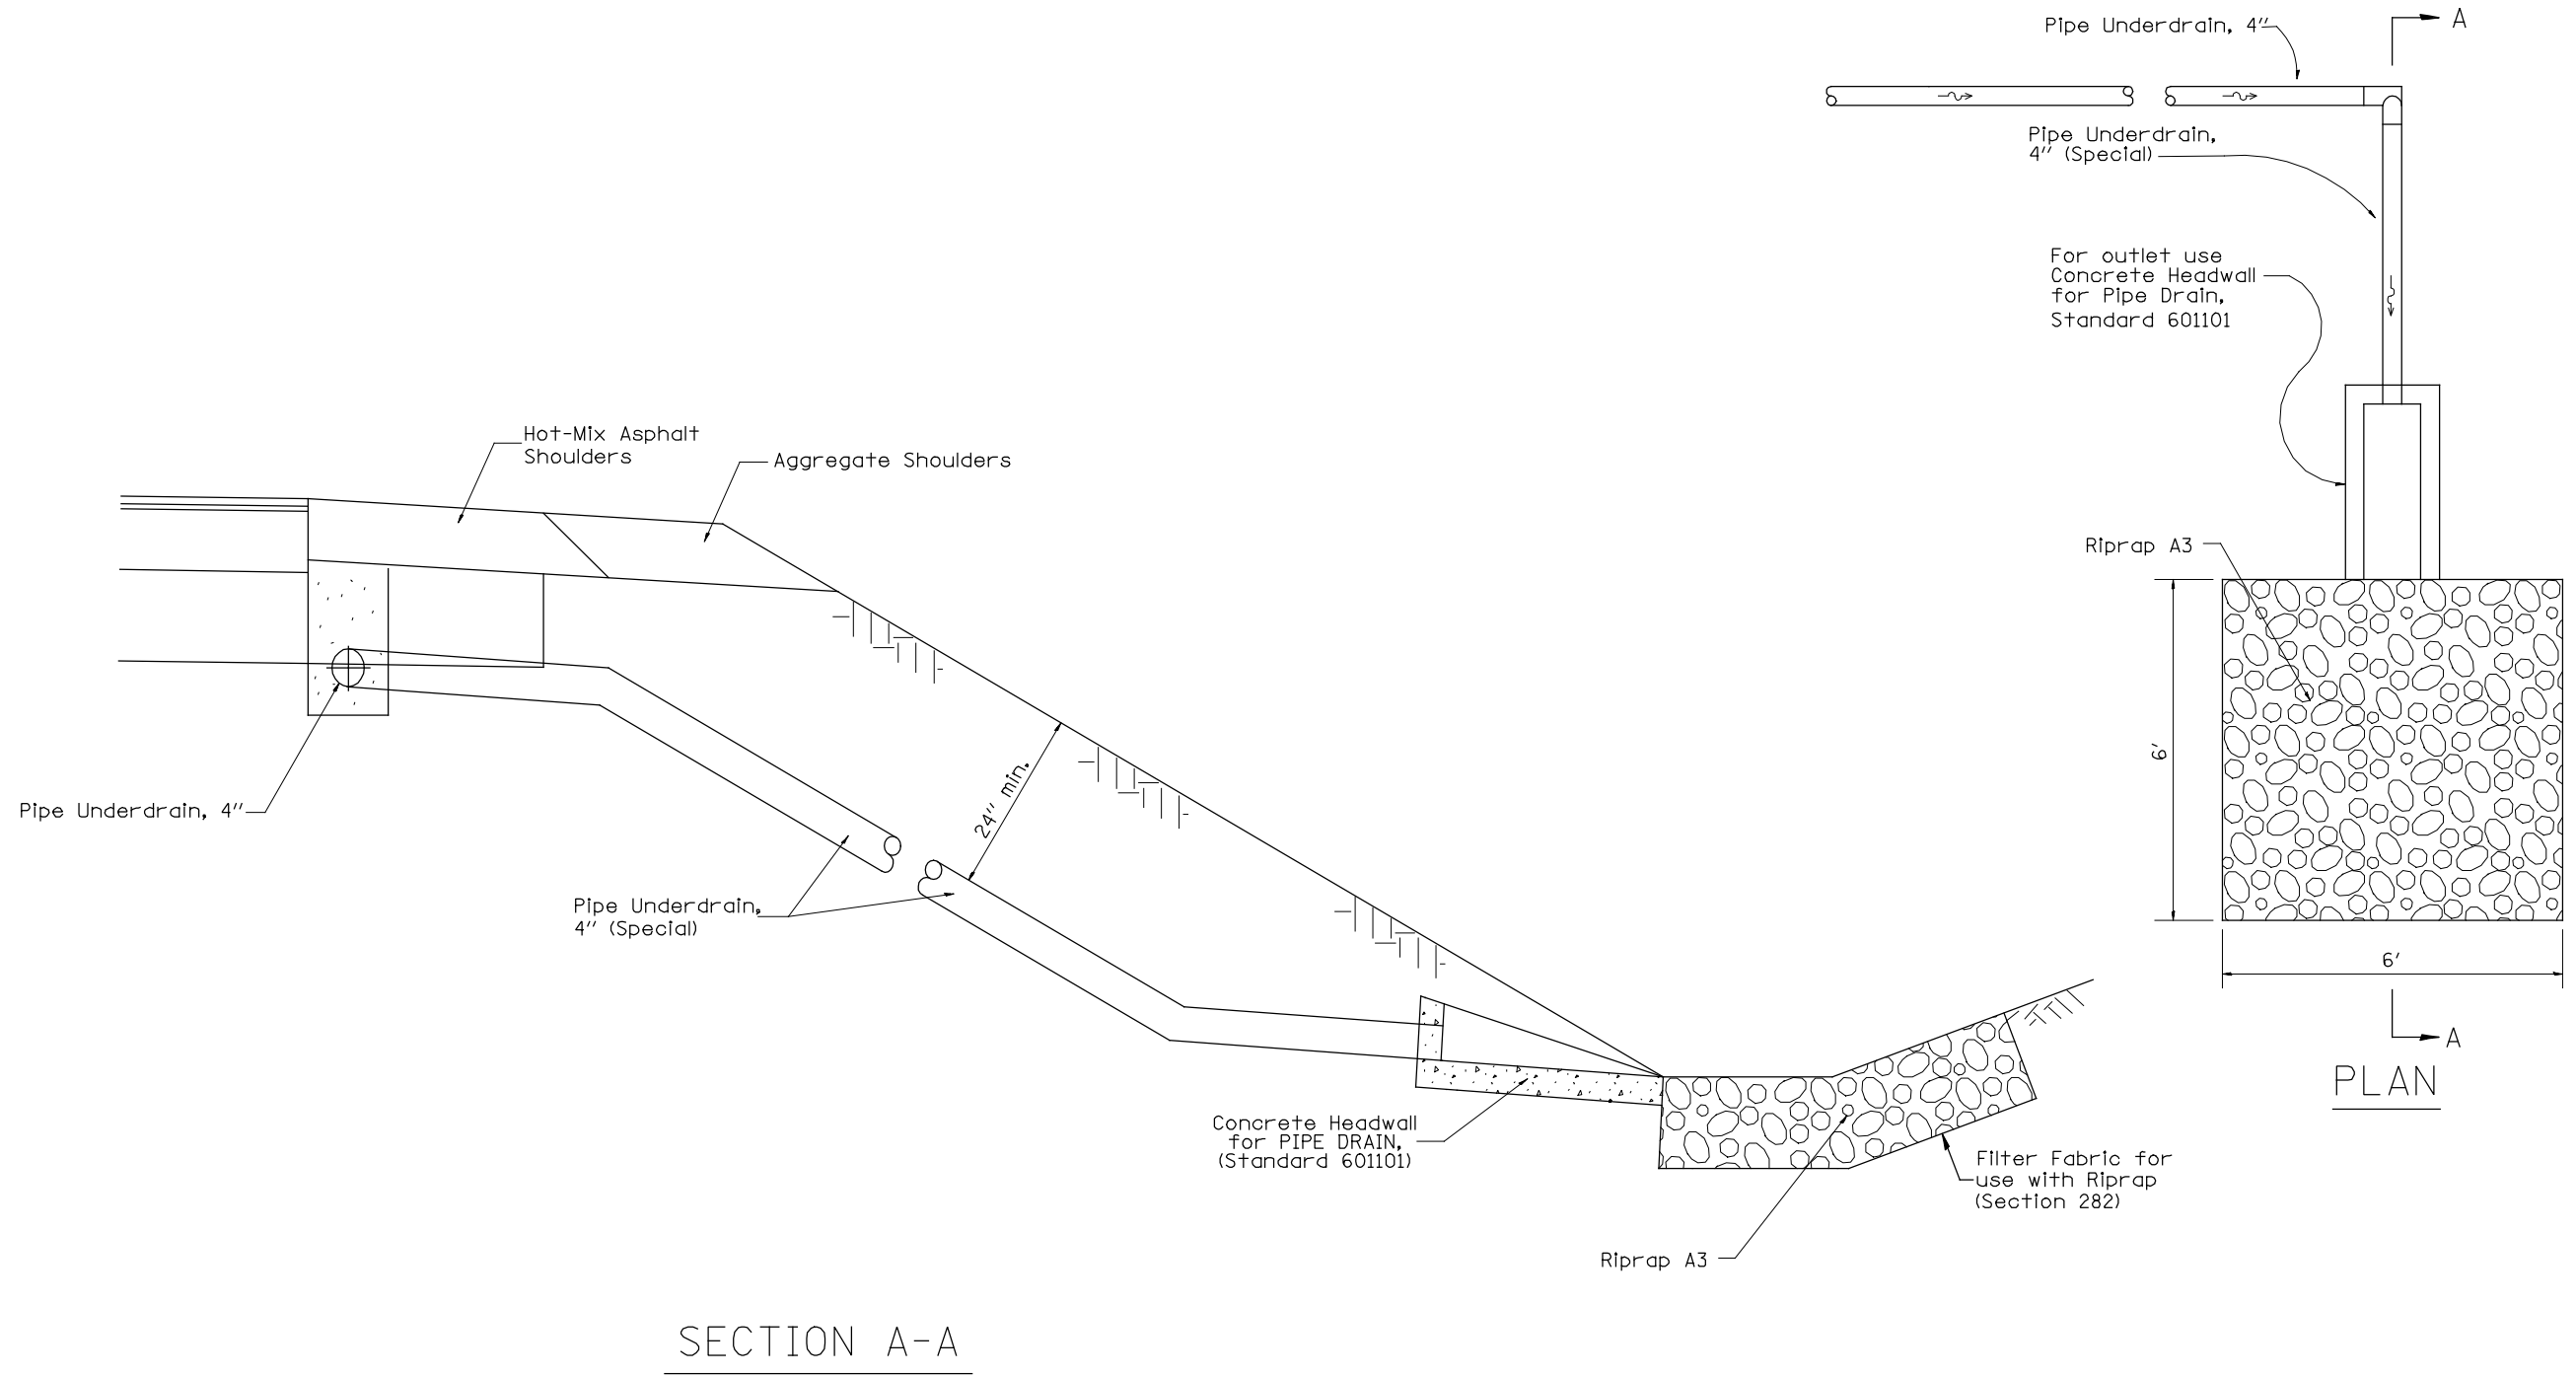 Pipe Underdrain, 4"
A
Pipe Underdrain,
4" (Special)
For outlet use
Concrete Headwall
for Pipe Drain,
Standard 601101
Riprap A3
6'
6'
A
PLAN
Hot-Mix Asphalt
Shoulders
Aggregate Shoulders
Pipe Underdrain, 4"
24" min.
Pipe Underdrain,
4" (Special)
Concrete Headwall
for PIPE DRAIN,
(Standard 601101)
Filter Fabric for
use with Riprap
(Section 282)
Riprap A3
SECTION A-A